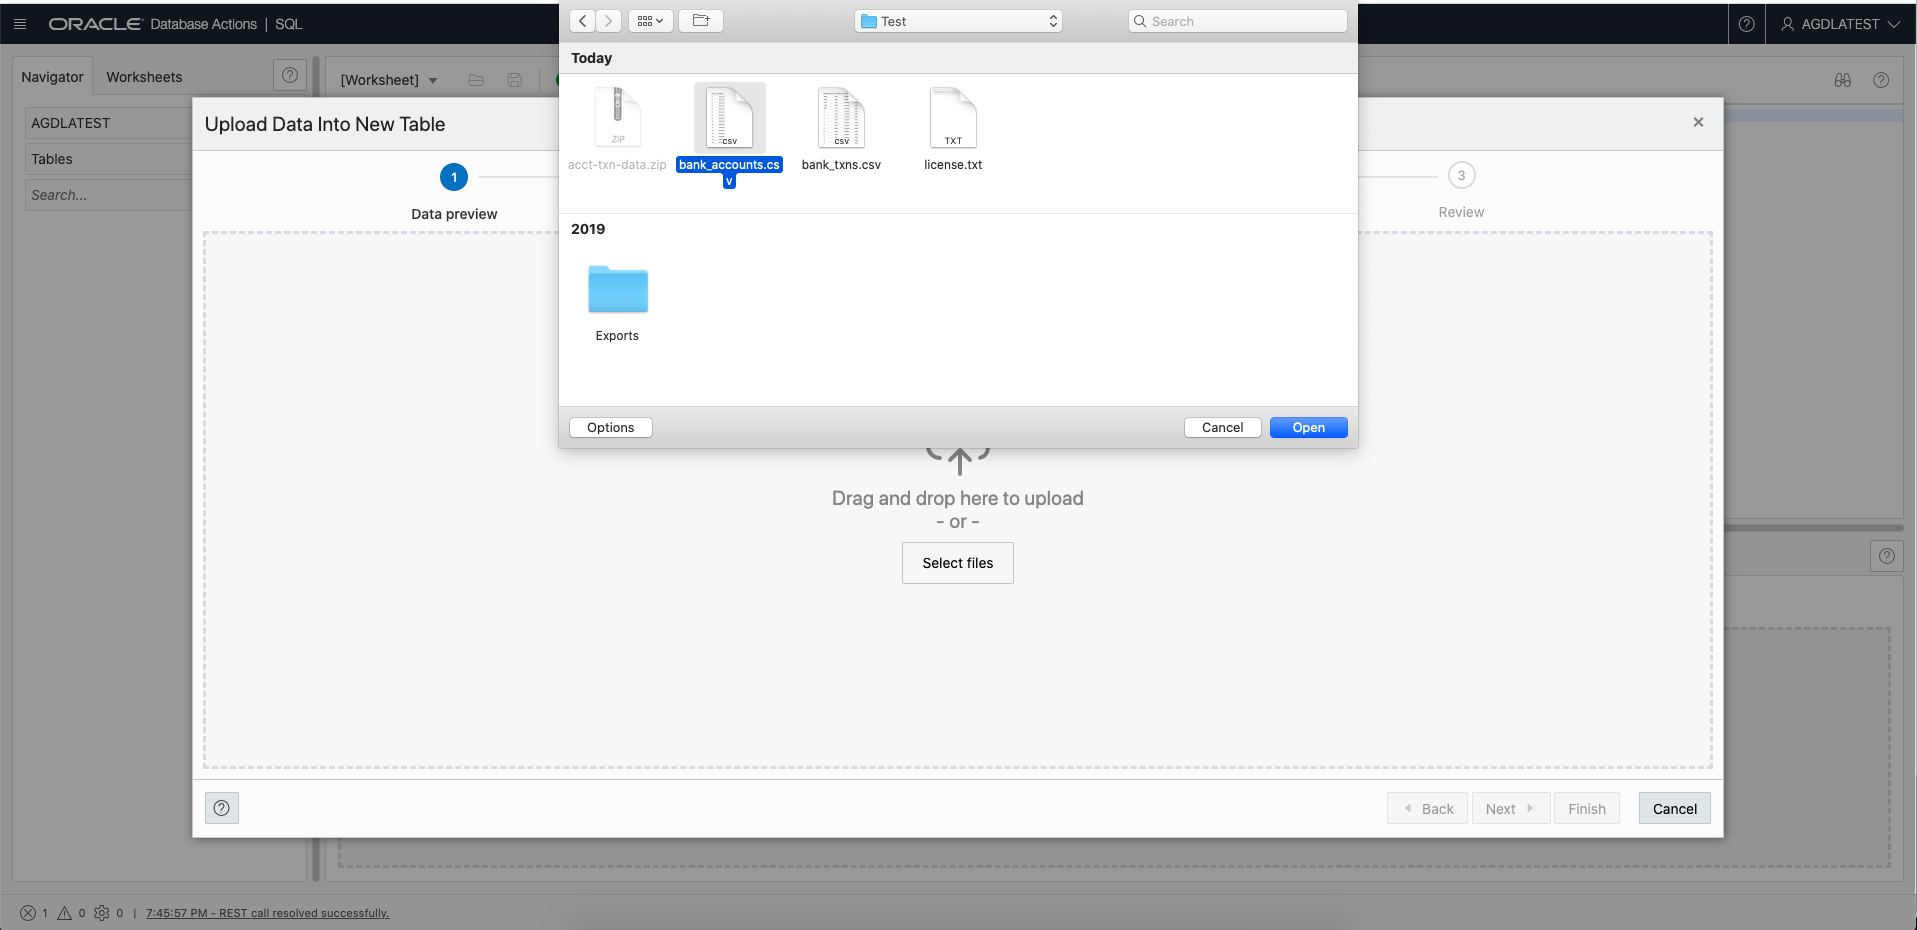 ORACLE Database Actions | SQL
Test
Search
AGDLATEST
Today
Navigator
Worksheets
[Worksheet]
ZIP
csv
csv
TXT
acct-txn-data.zip
bank_accounts.cs
v
bank_txns.csv
license.txt
AGDLATEST
Tables
Search...
Upload Data Into New Table
1
Data preview
3
Review
2019
Exports
Options
Cancel
Open
Drag and drop here to upload
- or -
Select files
Back
Next
Finish
Cancel
1
0
0
| 7:45:57 PM - REST call resolved successfully.